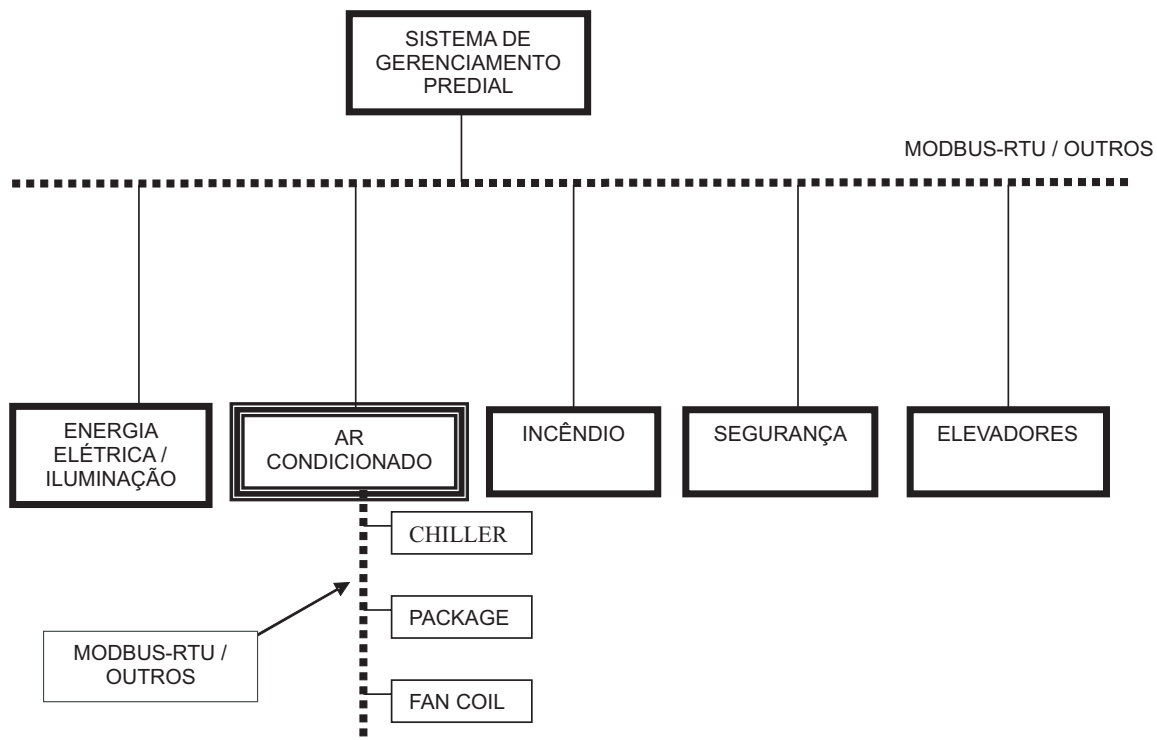 SISTEMA DE
GERENCIAMENTO
PREDIAL
MODBUS-RTU / OUTROS
ENERGIA
ELÉTRICA /
ILUMINAÇÃO
AR
CONDICIONADO
INCÊNDIO
SEGURANÇA
ELEVADORES
CHILLER
PACKAGE
MODBUS-RTU /
OUTROS
FAN COIL